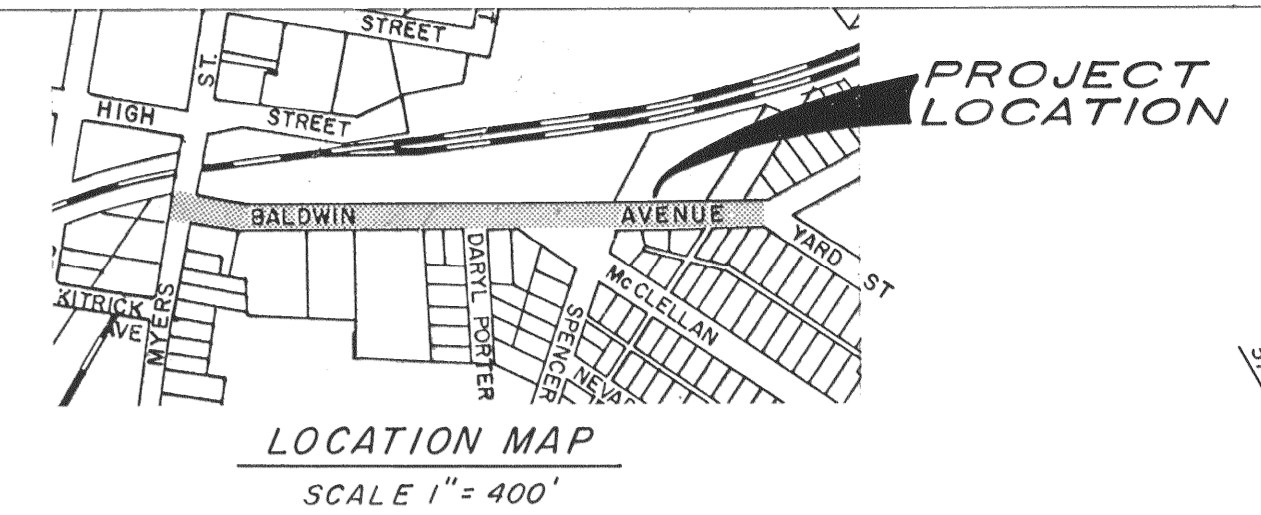 STREET
ST.
HIGH
STREET
PROJECT
LOCATION
BALDWIN AVENUE
YARD ST
DARYL PORTER
McCLELLAN
KITRICK
AVE
MYERS
SPENCER
LOCATION MAP
SCALE 1"= 400'